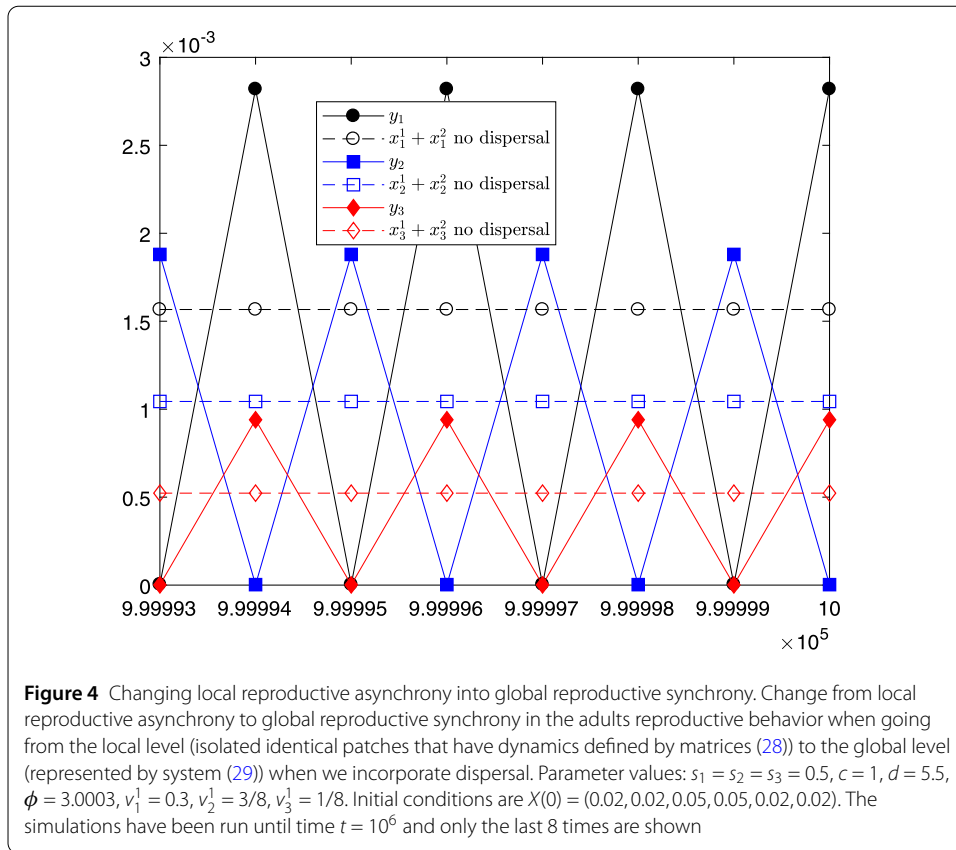 ×10⁻³
3
2.5
2
1.5
1
0.5
0
y₁
x₁¹ + x₁² no dispersal
y₂
x₂¹ + x₂² no dispersal
y₃
x₃¹ + x₃² no dispersal
9.99993 9.99994 9.99995 9.99996 9.99997 9.99998 9.99999 10
×10⁵
Figure 4 Changing local reproductive asynchrony into global reproductive synchrony. Change from local
reproductive asynchrony to global reproductive synchrony in the adults reproductive behavior when going
from the local level (isolated identical patches that have dynamics defined by matrices (28)) to the global level
(represented by system (29)) when we incorporate dispersal. Parameter values: s₁ = s₂ = s₃ = 0.5, c = 1, d = 5.5,
ϕ = 3.0003, v₁¹ = 0.3, v₂¹ = 3/8, v₃¹ = 1/8. Initial conditions are X(0) = (0.02, 0.02, 0.05, 0.05, 0.02, 0.02). The
simulations have been run until time t = 10⁶ and only the last 8 times are shown